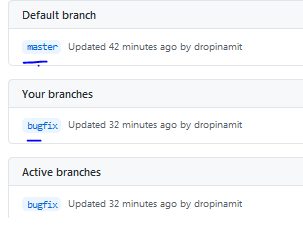 Default branch
master Updated 42 minutes ago by dropinamit
Your branches
bugfix Updated 32 minutes ago by dropinamit
Active branches
bugfix Updated 32 minutes ago by dropinamit